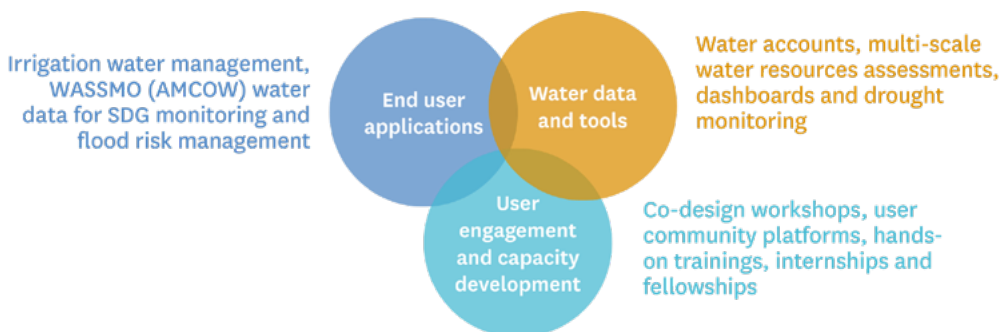 Irrigation water management,
WASSMO (AMCOW) water
data for SDG monitoring and
flood risk management
End user
applications
Water data
and tools
Water accounts, multi-scale
water resources assessments,
dashboards and drought
monitoring
User
engagement
and capacity
development
Co-design workshops, user
community platforms, hands-
on trainings, internships and
fellowships